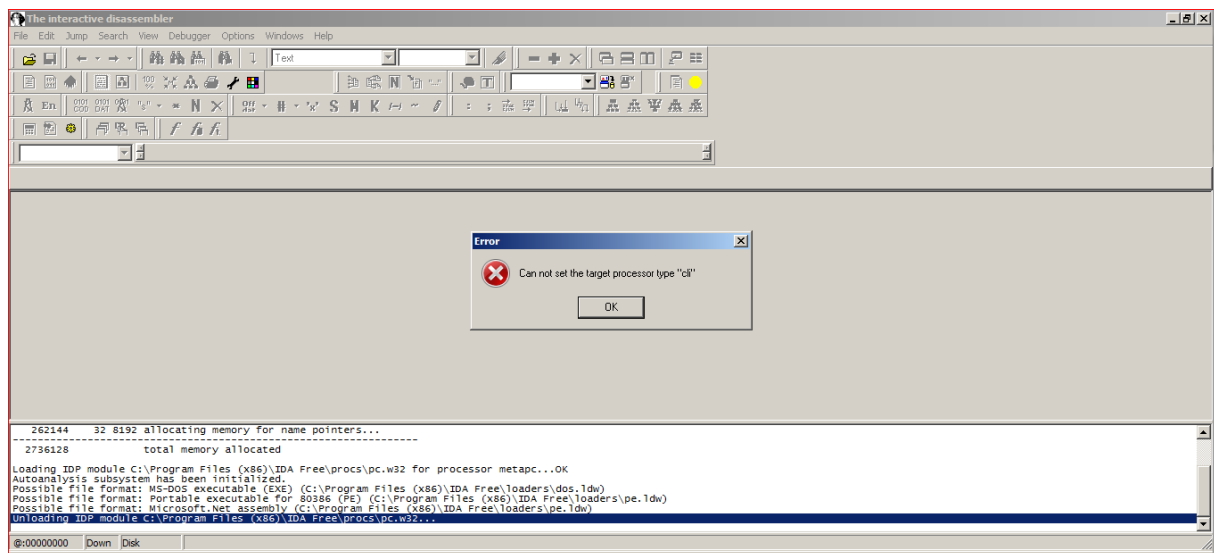 The interactive disassembler
File Edit Jump Search View Debugger Options Windows Help
Text
En
N X S M K
f
Error
Can not set the target processor type "cli"
OK
262144 32 8192 allocating memory for name pointers...
-----------------------------------------------------------------
2736128 total memory allocated
Loading IDP module C:\Program Files (x86)\IDA Free\procs\pc.w32 for processor metapc...OK
Autoanalysis subsystem has been initialized.
Possible file format: MS-DOS executable (EXE) (C:\Program Files (x86)\IDA Free\loaders\dos.ldw)
Possible file format: Portable executable for 80386 (PE) (C:\Program Files (x86)\IDA Free\loaders\pe.ldw)
Possible file format: Microsoft.Net assembly (C:\Program Files (x86)\IDA Free\loaders\pe.ldw)
Unloading IDP module C:\Program Files (x86)\IDA Free\procs\pc.w32...
@:00000000 Down Disk